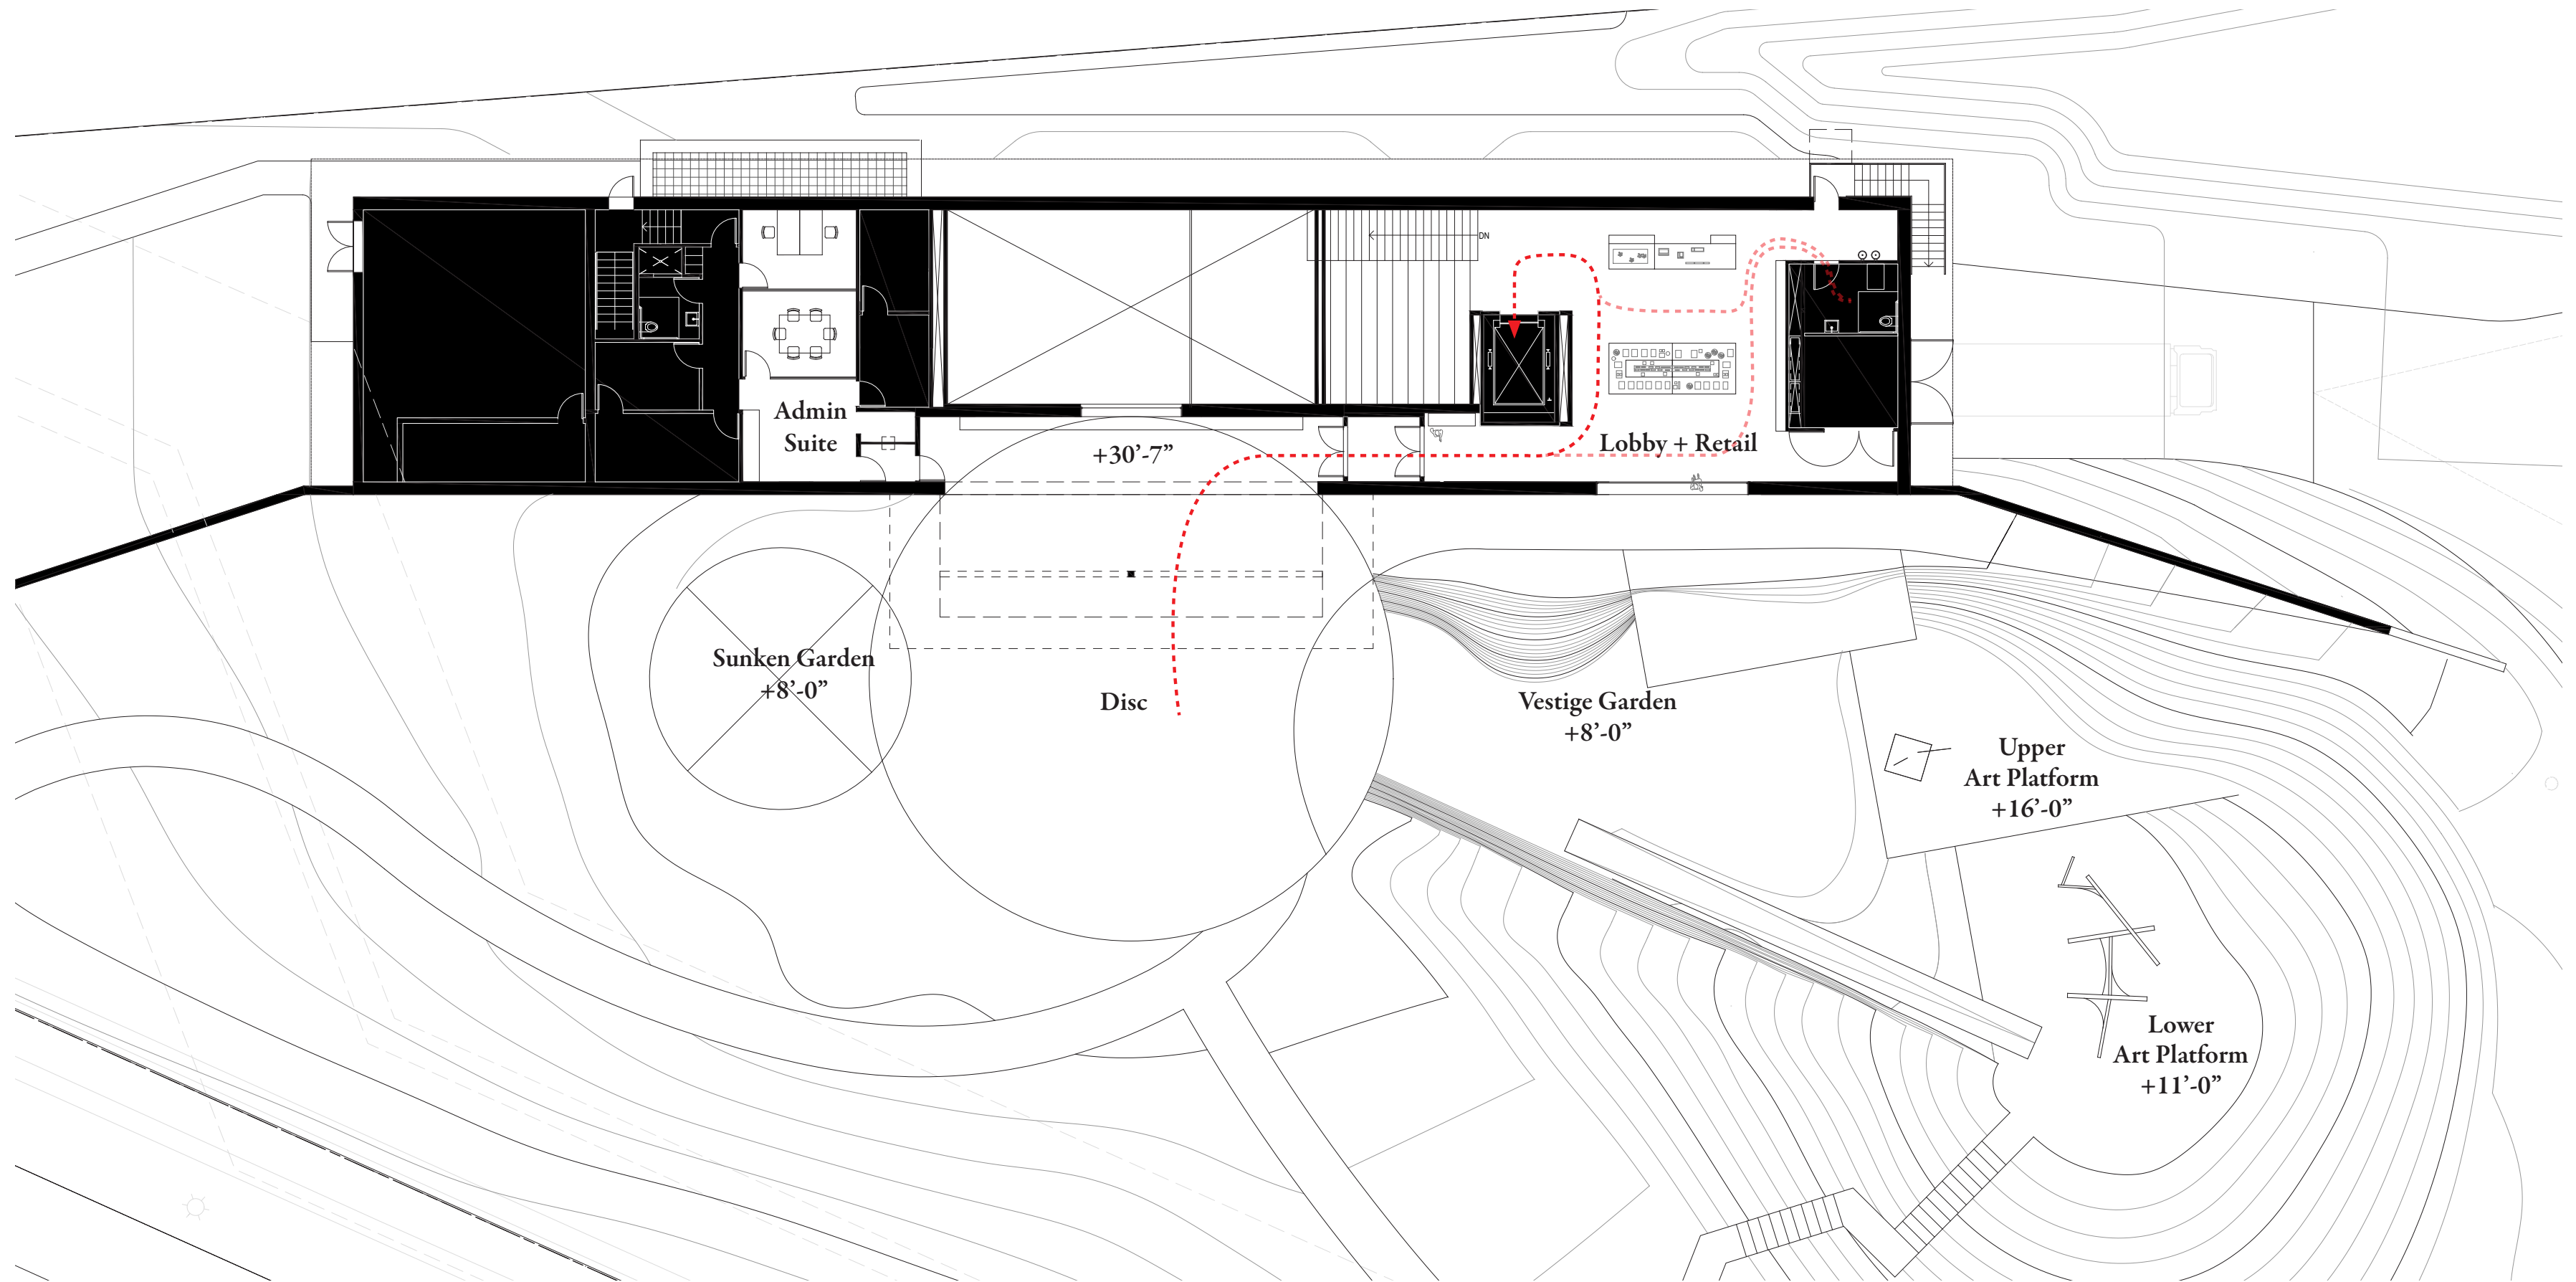 DN
Admin
Suite
+30’-7”
Lobby + Retail
Sunken Garden
+8’-0”
Disc
Vestige Garden
+8’-0”
Upper
Art Platform
+16’-0”
Lower
Art Platform
+11’-0”